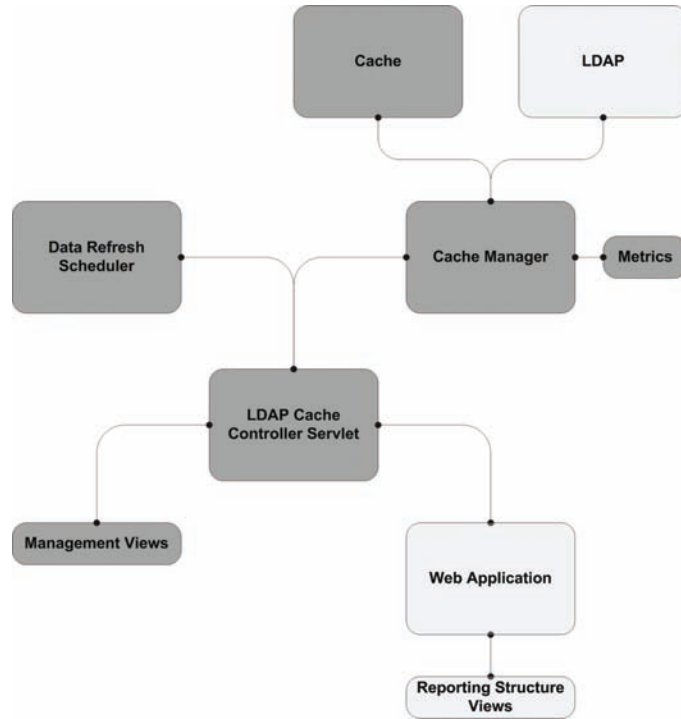 Cache
LDAP
Data Refresh
Scheduler
Cache Manager
Metrics
LDAP Cache
Controller Servlet
Management Views
Web Application
Reporting Structure
Views